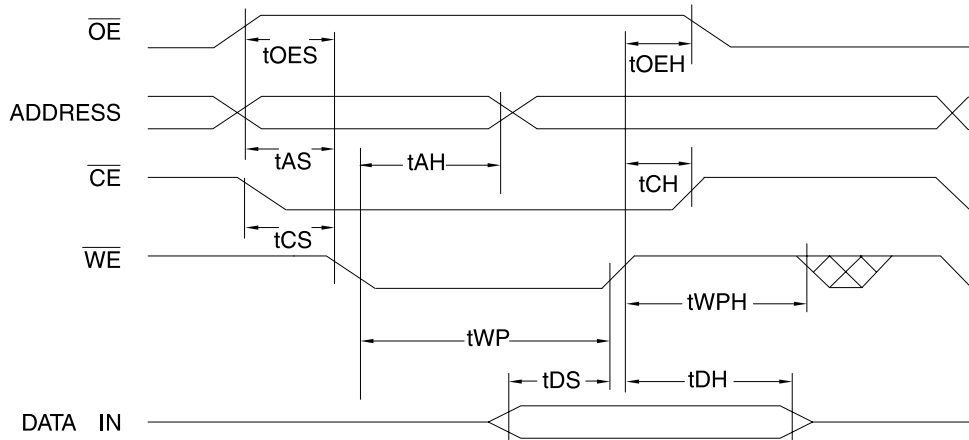 OE
tOES
tOEH
ADDRESS
tAS
tAH
tCH
CE
tCS
WE
tWPH
tWP
tDS
tDH
DATA IN